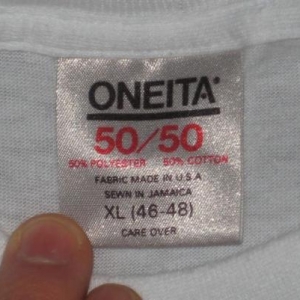 ONEITA®
50/50
50% POLYESTER 50% COTTON
FABRIC MADE IN U.S.A
SEWN IN JAMAICA
XL (46-48)
CARE OVER